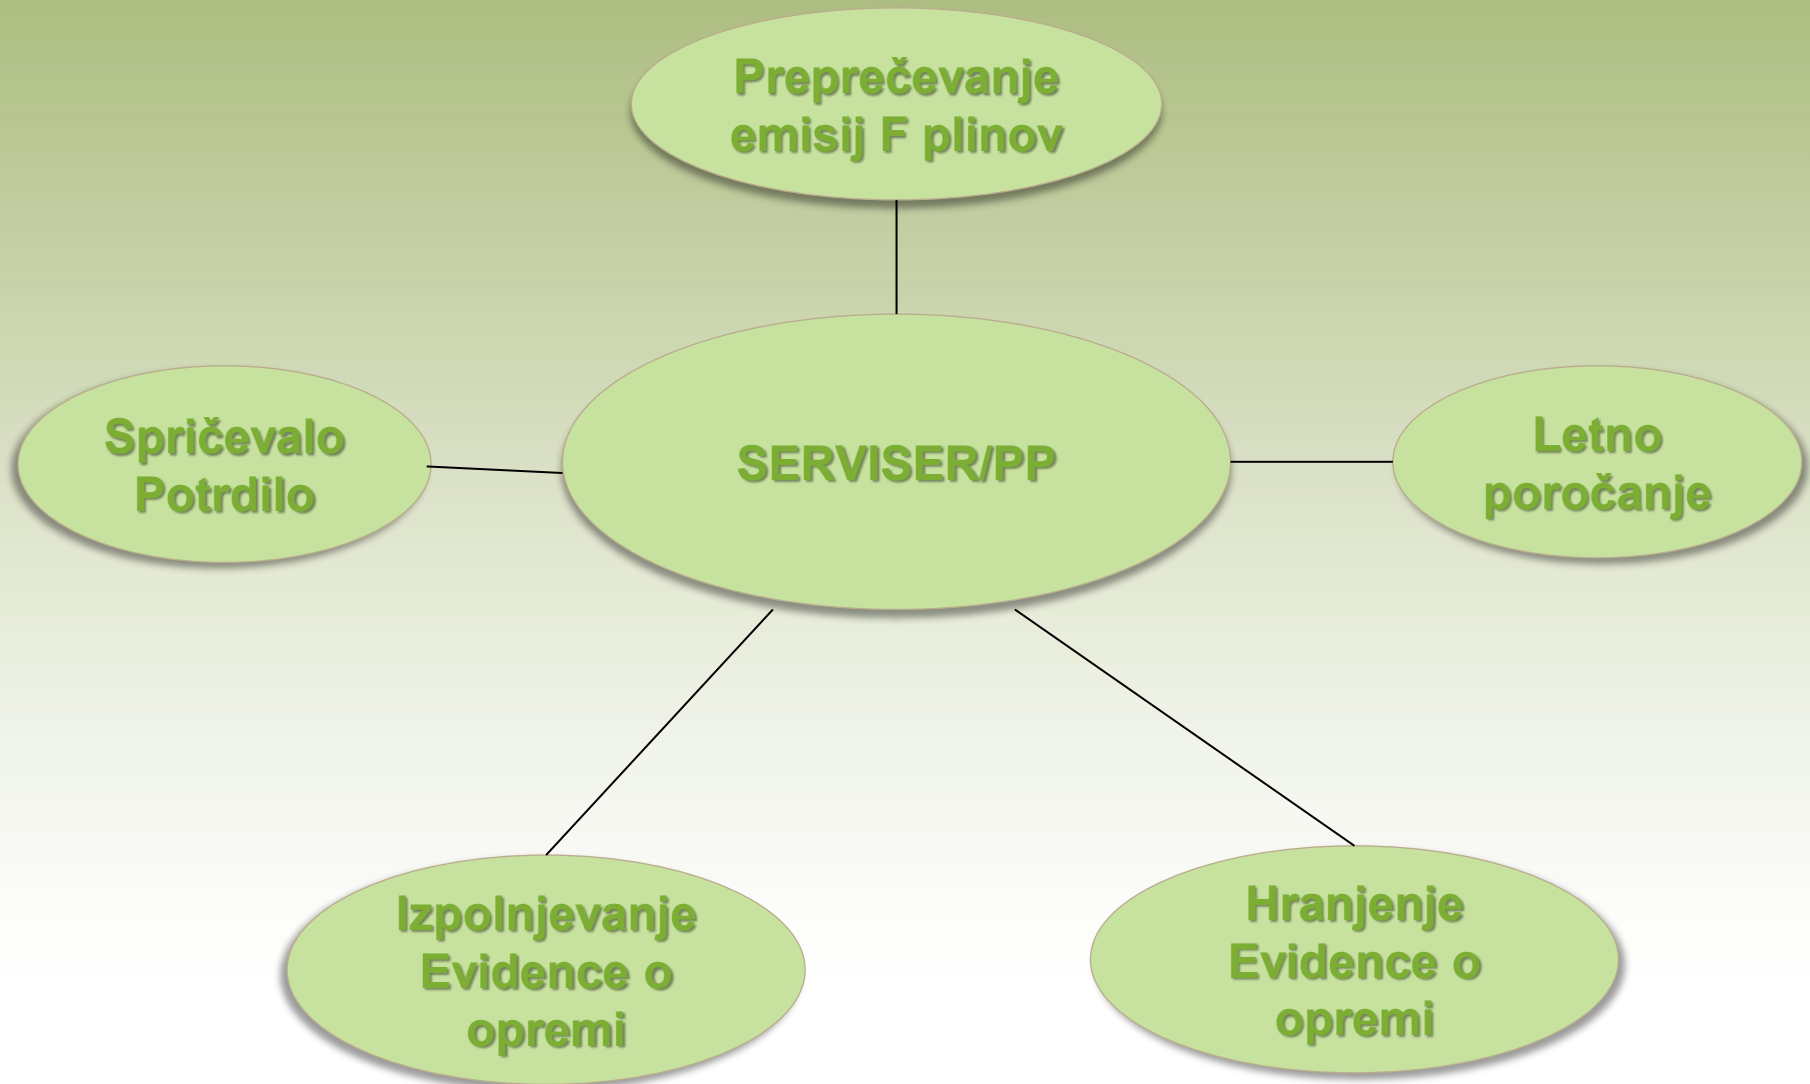 Preprečevanje
emisij F plinov
Spričevalo
Potrdilo
SERVISER/PP
Letno
poročanje
Izpolnjevanje
Evidence o
opremi
Hranjenje
Evidence o
opremi